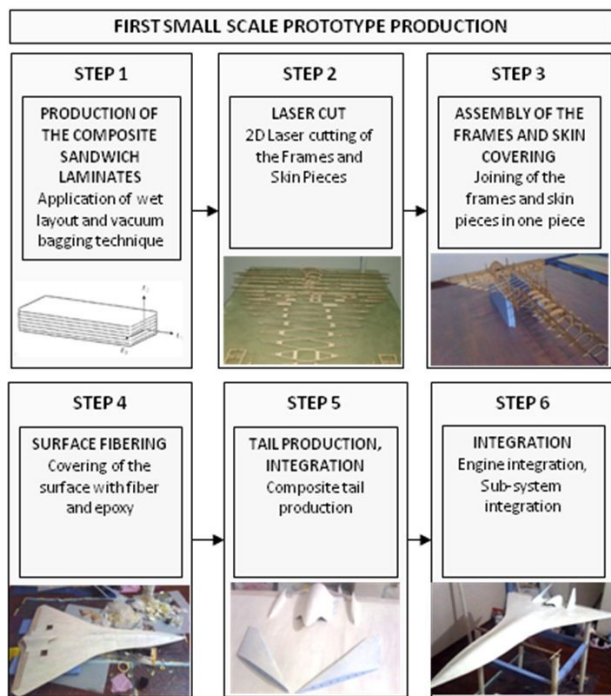 FIRST SMALL SCALE PROTOTYPE PRODUCTION
STEP 1
PRODUCTION OF
THE COMPOSITE
SANDWICH
LAMINATES
Application of wet
layout and vacuum
bagging technique
STEP 2
LASER CUT
2D Laser cutting of
the Frames and
Skin Pieces
STEP 3
ASSEMBLY OF THE
FRAMES AND SKIN
COVERING
Joining of the
frames and skin
pieces in one piece
STEP 4
SURFACE FIBERING
Covering of the
surface with fiber
and epoxy
STEP 5
TAIL PRODUCTION,
INTEGRATION
Composite tail
production
STEP 6
INTEGRATION
Engine integration,
Sub-system
integration